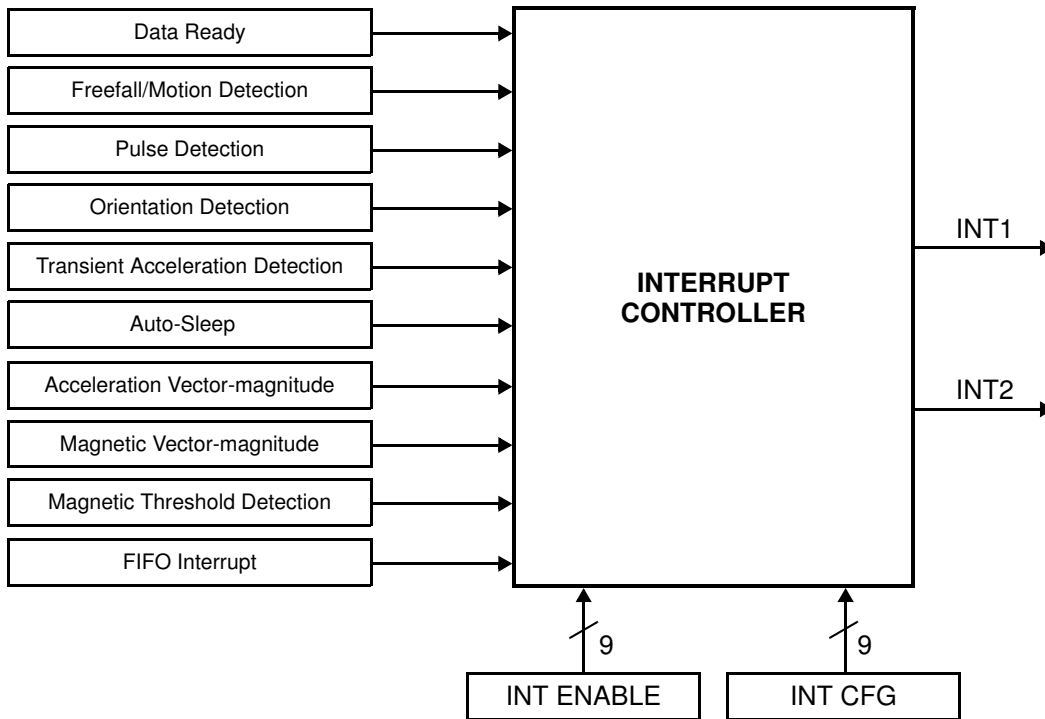 Data Ready
Freefall/Motion Detection
Pulse Detection
Orientation Detection
Transient Acceleration Detection
Auto-Sleep
Acceleration Vector-magnitude
Magnetic Vector-magnitude
Magnetic Threshold Detection
FIFO Interrupt
INTERRUPT
CONTROLLER
INT1
INT2
9
9
INT ENABLE
INT CFG